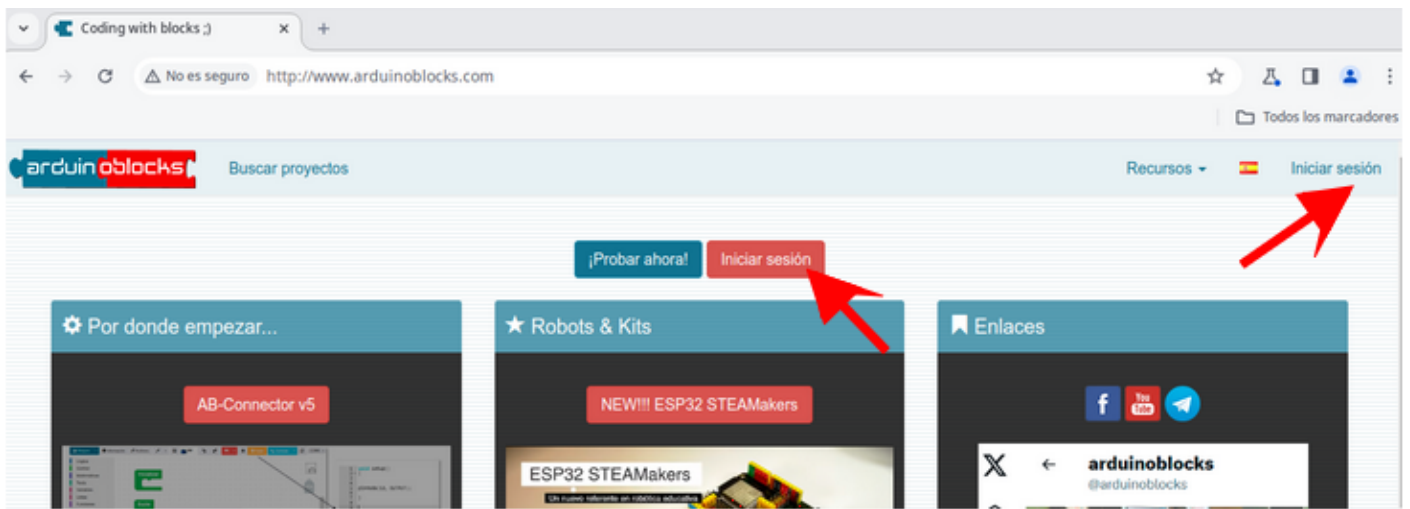 Coding with blocks ;)
No es seguro http://www.arduinoblocks.com
Todos los marcadores
arduinoblocks Buscar proyectos Recursos Iniciar sesión
¡Probar ahora! Iniciar sesión
Por donde empezar...
AB-Connector v5
Robots & Kits
NEW!!! ESP32 STEAMakers
ESP32 STEAMakers
Un nuevo referente en robótica educativa
Enlaces
f You Tube
X
arduinoblocks
@arduinoblocks